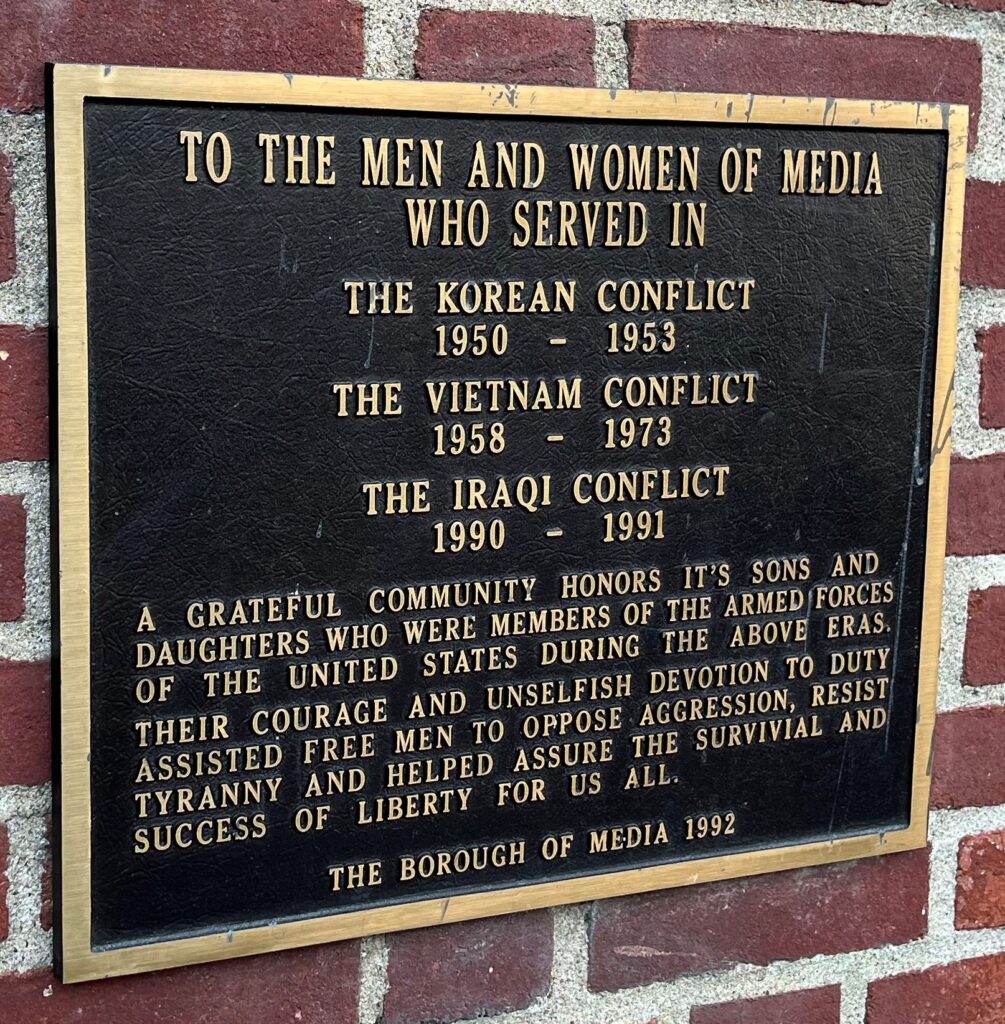 TO THE MEN AND WOMEN OF MEDIA
WHO SERVED IN
THE KOREAN CONFLICT
1950 - 1953
THE VIETNAM CONFLICT
1958 - 1973
THE IRAQI CONFLICT
1990 - 1991
A GRATEFUL COMMUNITY HONORS IT'S SONS AND
DAUGHTERS WHO WERE MEMBERS OF THE ARMED FORCES
OF THE UNITED STATES DURING THE ABOVE ERAS.
THEIR COURAGE AND UNSELFISH DEVOTION TO DUTY
ASSISTED FREE MEN TO OPPOSE AGGRESSION, RESIST
TYRANNY AND HELPED ASSURE THE SURVIVIAL AND
SUCCESS OF LIBERTY FOR US ALL.
THE BOROUGH OF MEDIA 1992